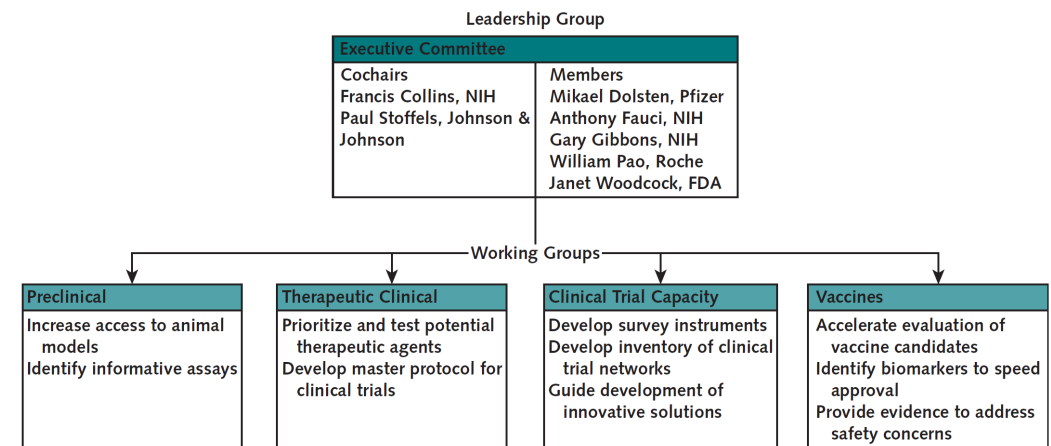 Leadership Group
Executive Committee
Cochairs
Francis Collins, NIH
Paul Stoffels, Johnson &
Johnson
Members
Mikael Dolsten, Pfizer
Anthony Fauci, NIH
Gary Gibbons, NIH
William Pao, Roche
Janet Woodcock, FDA
Working Groups
Preclinical
Increase access to animal
models
Identify informative assays
Therapeutic Clinical
Prioritize and test potential
therapeutic agents
Develop master protocol for
clinical trials
Clinical Trial Capacity
Develop survey instruments
Develop inventory of clinical
trial networks
Guide development of
innovative solutions
Vaccines
Accelerate evaluation of
vaccine candidates
Identify biomarkers to speed
approval
Provide evidence to address
safety concerns